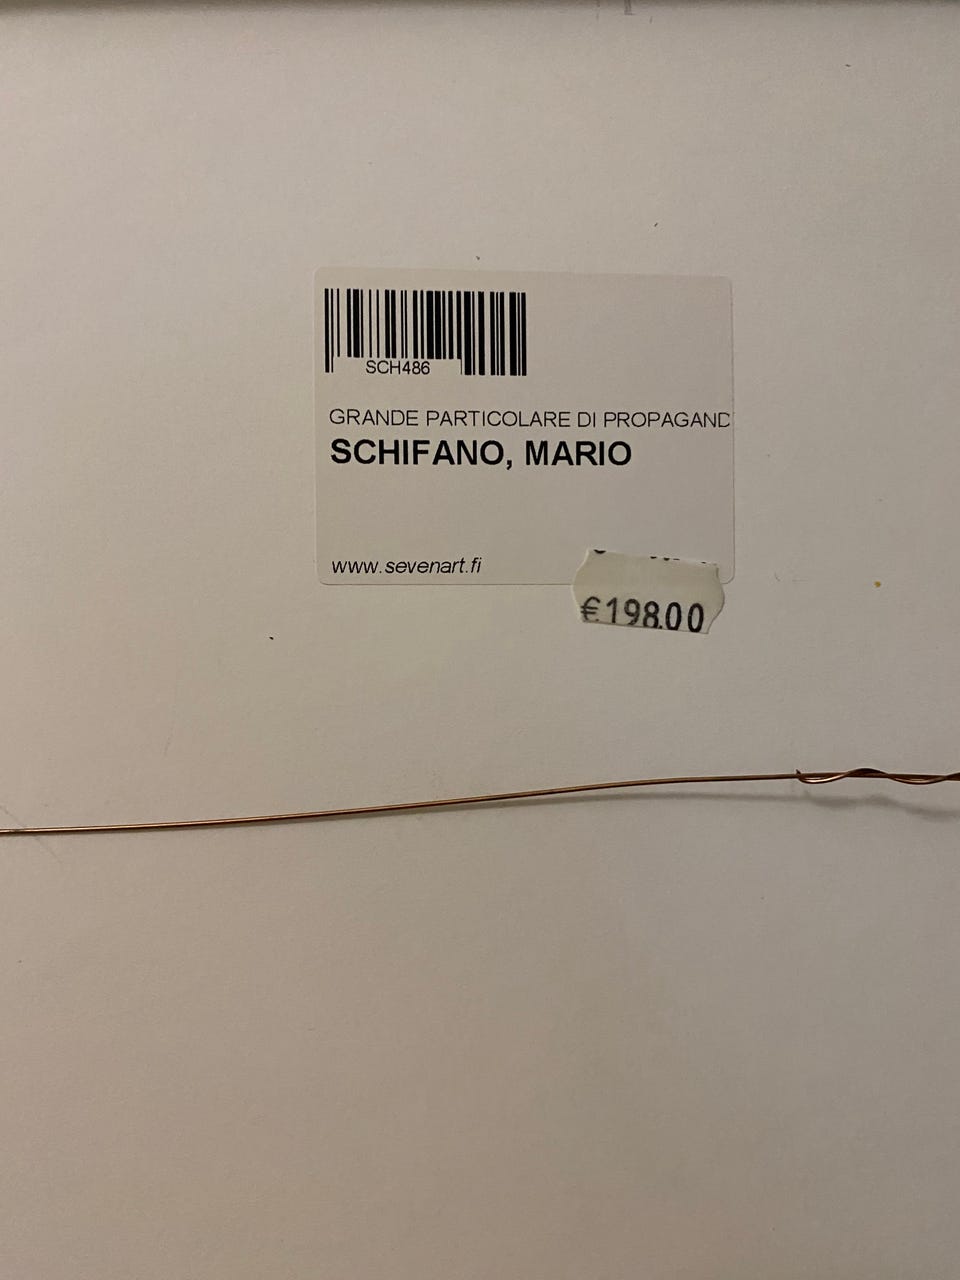 SCH486
GRANDE PARTICOLARE DI PROPAGAND
SCHIFANO, MARIO
www.sevenart.fi
€198.00